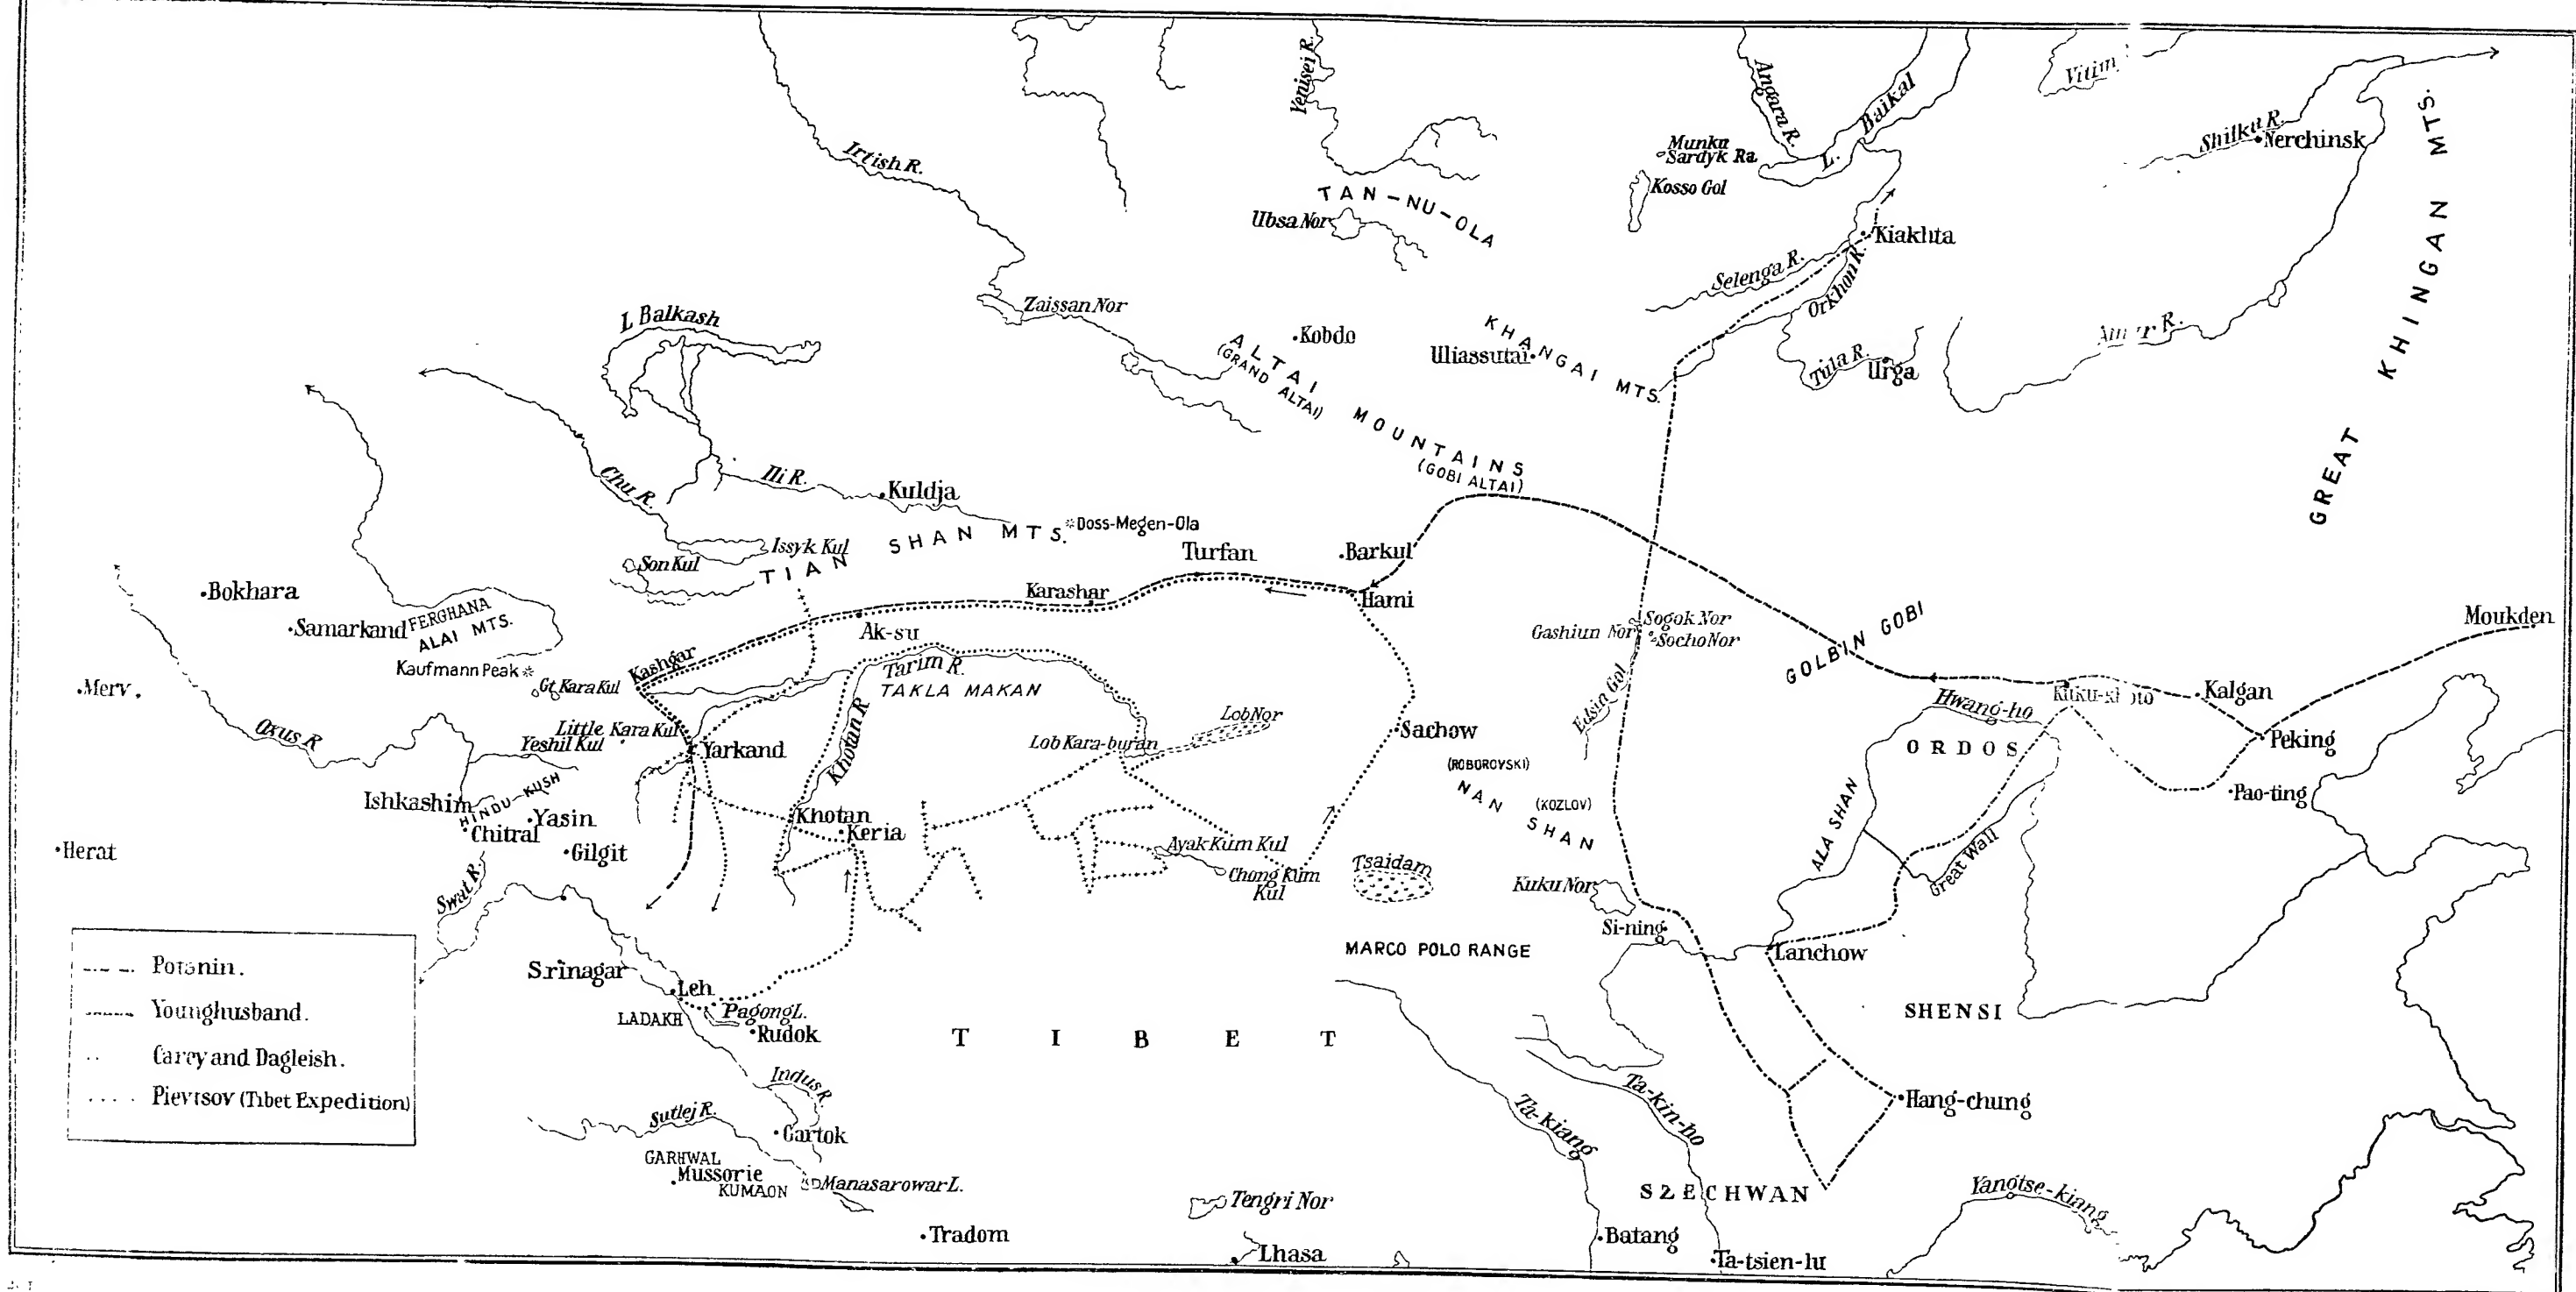 Yenisei R.
Angara R.
L. Baikal
Vitim
Shilka R.
Nerchinsk
GREAT KHINGAN MTS.
Irtish R.
Munku
Sardyk Ra
Kosso Gol
TAN-NU-OLA
Ubsa Nor
Kiakhta
Selenga R.
Orkhon R.
Zaissan Nor
L Balkash
Kobdo
Uliassutai
KHANGAI MTS.
ALTAI MOUNTAINS
(GRAND ALTAI)
(GOBI ALTAI)
Tula R.
Urga
Chu R.
Ili R.
Kuldja
TIAN SHAN MTS.
Doss-Megen-Ola
Issyk Kul
Son Kul
Turfan
Barkul
Bokhara
Karashar
Hami
Samarkand
FERGHANA
ALAI MTS.
Ak-su
Gashiun Nor
Sogok Nor
Socho Nor
GOLBIN GOBI
Moukden
Kaufmann Peak
Kashgar
Gt Kara Kul
Tarim R.
TAKLA MAKAN
Merv.
Edsin Gol
Hwang-ho
Kalgan
Oxus R
Little Kara Kul
Yeshil Kul
Yarkand
Khotan R
Lob Nor
Lob Kara-buran
Sachow
(ROBOROVSKI)
NAN SHAN
(KOZLOV)
ORDOS
Peking
Pao-ting
Ishkashim
HINDU-KUSH
Chitral
Yasin
Gilgit
Khotan
Keria
Herat
Ayak Kum Kul
Chong Kum
Kul
Tsaidam
Kuku Nor
ALA SHAN
Great Wall
Swat R.
Si-ning
MARCO POLO RANGE
Lanchow
Srinagar
Leh
LADAKH
Pagong L.
Rudok
TIBET
SHENSI
Potanin.
Younghusband.
Carey and Dagleish.
Pievtsov (Tibet Expedition)
Indus R.
Sutlej R.
Gartok
GARHWAL
Mussorie
KUMAON
Manasarowar L.
Ta-kiang
Ta-kin-ho
Hang-chung
SZECHWAN
Yangtse-kiang
Tengri Nor
Tradom
Lhasa
Batang
Ta-tsien-lu